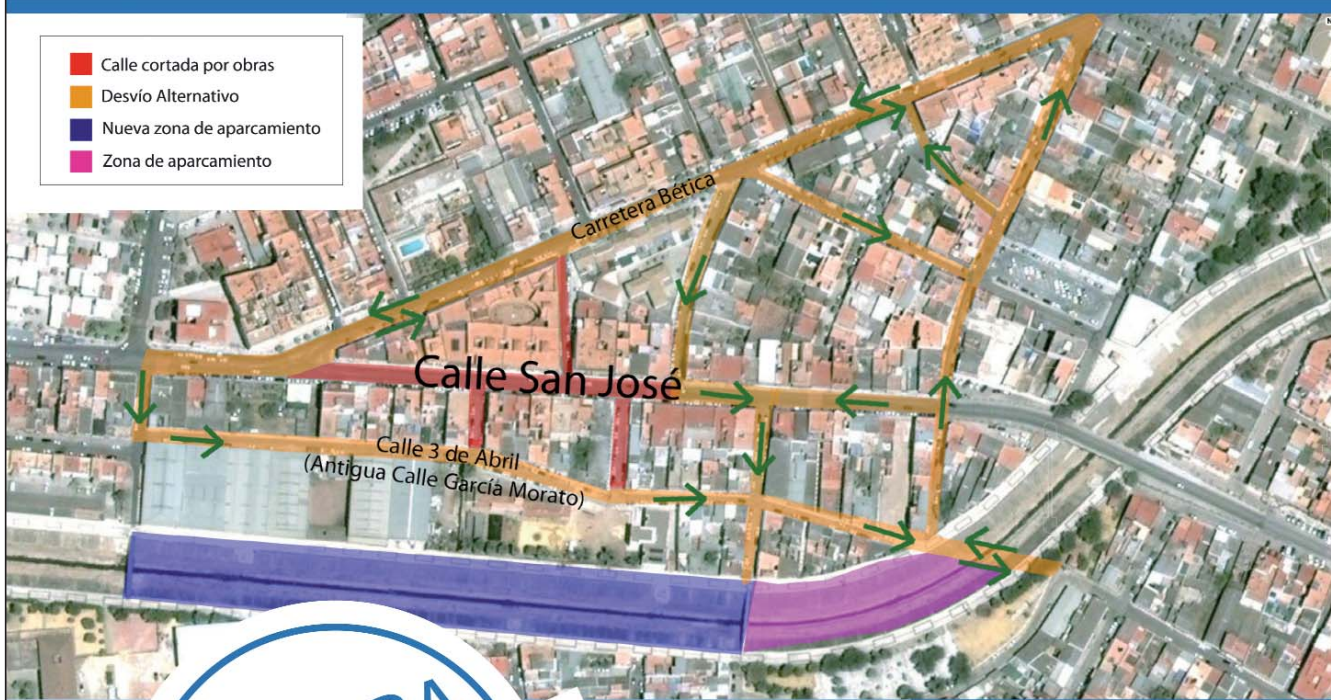 Calle cortada por obras
Desvío Alternativo
Nueva zona de aparcamiento
Zona de aparcamiento
Carretera Bética
Calle San José
Calle 3 de Abril
(Antigua Calle García Morato)